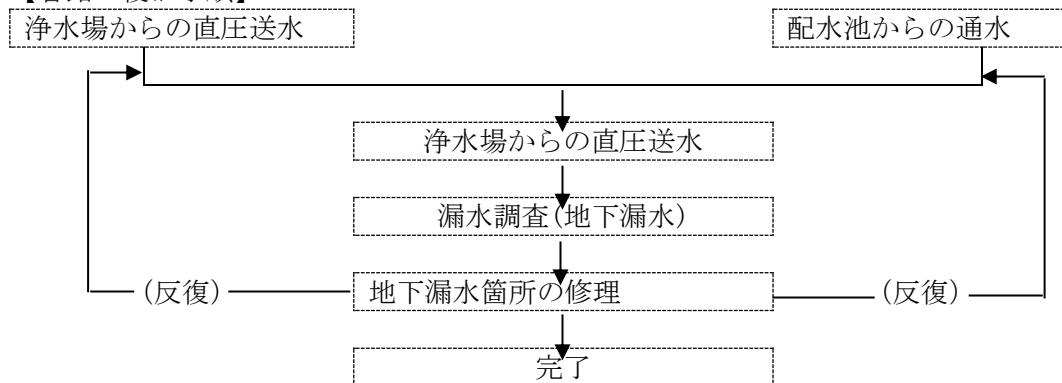 浄水場からの直圧送水
配水池からの通水
浄水場からの直圧送水
漏水調査(地下漏水)
(反復)
地下漏水箇所の修理
(反復)
完了